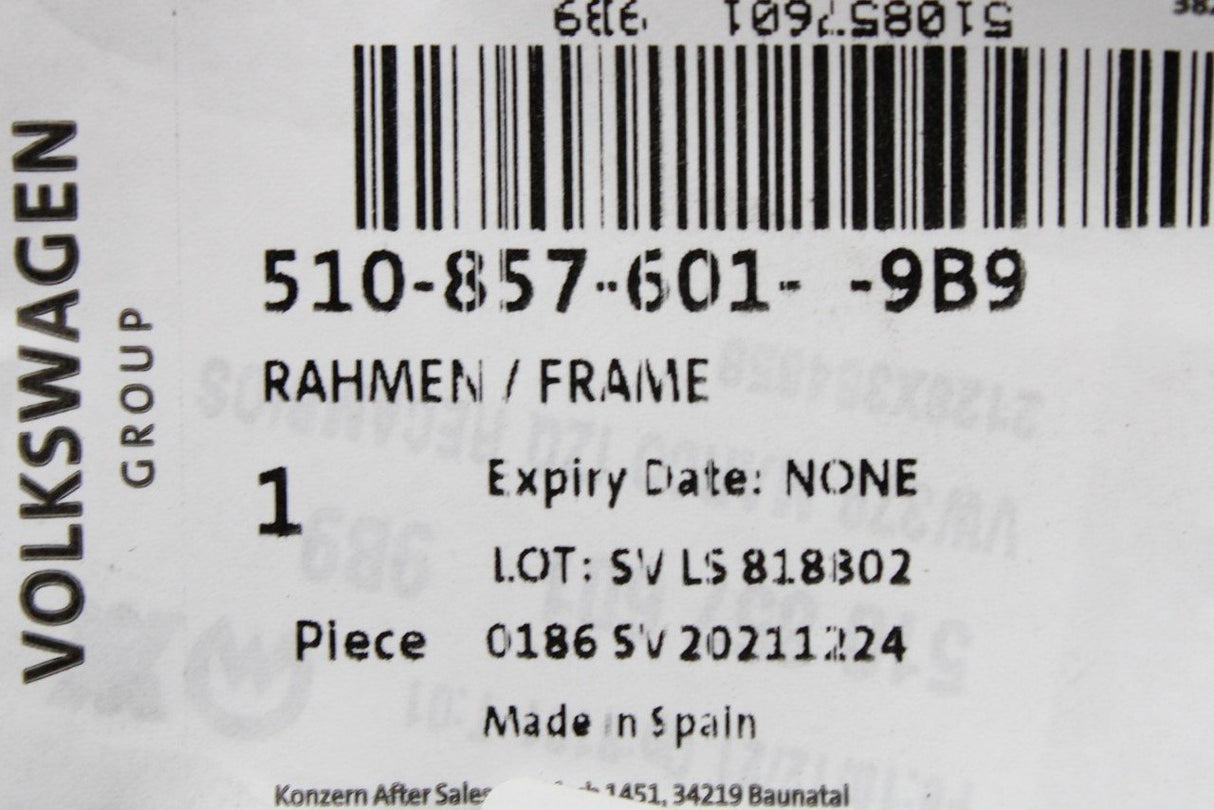 510857601 9B9
382
VOLKSWAGEN
GROUP
510-857-601- -9B9
RAHMEN / FRAME
1
Expiry Date: NONE
LOT: SV LS 818802
Piece
0186 SV 20211224
Made in Spain
Konzern After Sales 1451, 34219 Baunatal